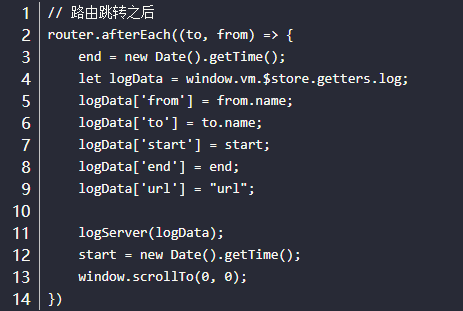 1 // 路由跳转之后
2 router.afterEach((to, from) => {
3     end = new Date().getTime();
4     let logData = window.vm.$store.getters.log;
5     logData['from'] = from.name;
6     logData['to'] = to.name;
7     logData['start'] = start;
8     logData['end'] = end;
9     logData['url'] = "url";
10
11     logServer(logData);
12     start = new Date().getTime();
13     window.scrollTo(0, 0);
14 })